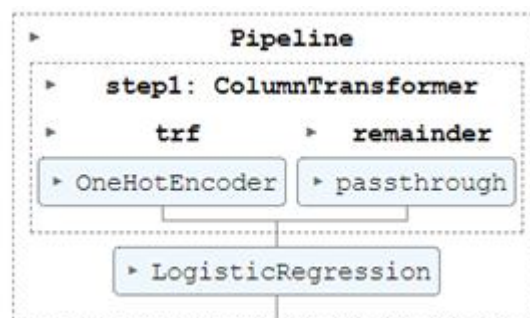 Pipeline
step1: ColumnTransformer
trf remainder
OneHotEncoder passthrough
LogisticRegression